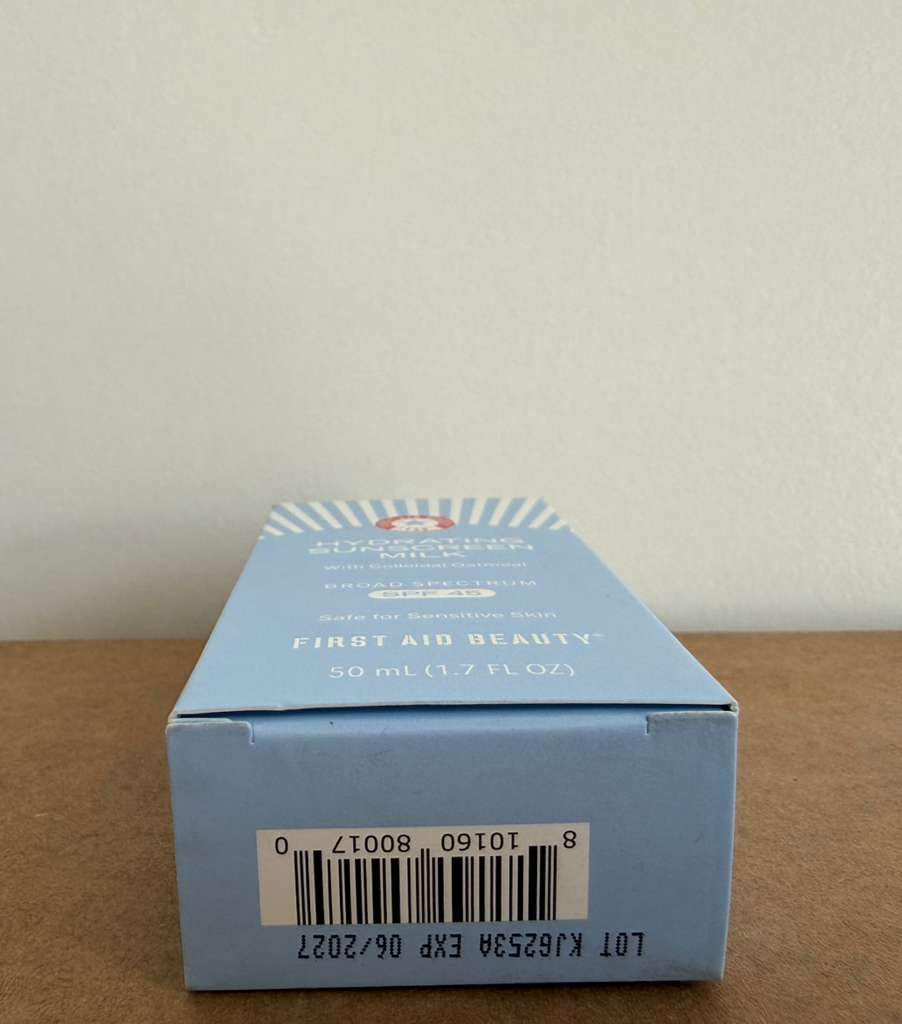 HYDRATING
SUNSCREEN
MILK
With Colloidal Oatmeal
BROAD SPECTRUM
SPF 45
Safe for Sensitive Skin
FIRST AID BEAUTY
50 mL (1.7 FL OZ)
8 10160 80017 0
LOT KJ6253A EXP 06/2027